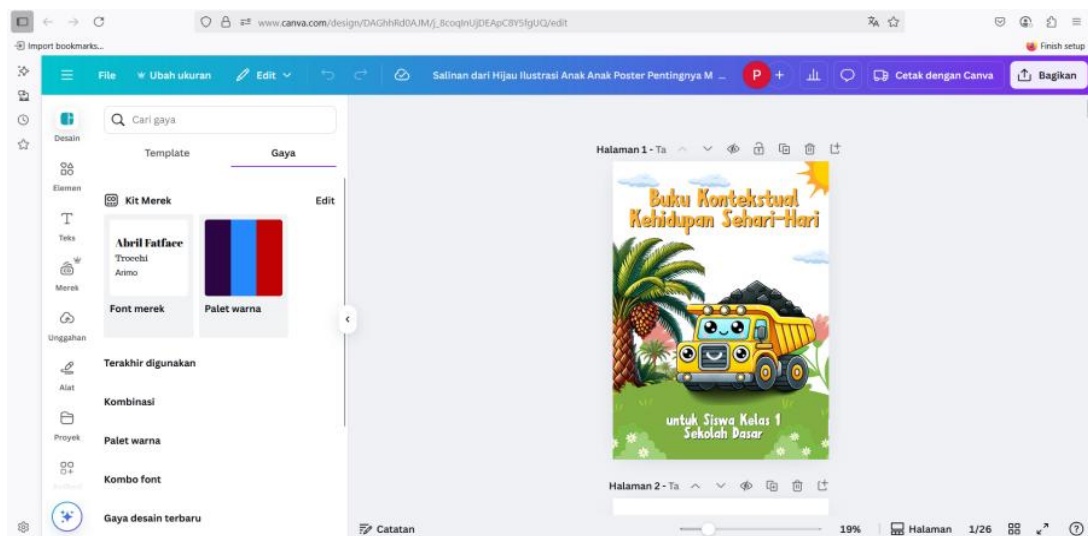 www.canva.com/design/DAGhhRd0AJM/j_8coqInUjDEApC8Y5fgUQ/edit
Import bookmarks...
Finish setup
File
Ubah ukuran
Edit
Salinan dari Hijau Ilustrasi Anak Anak Poster Pentingnya M ...
P
Cetak dengan Canva
Bagikan
Desain
Elemen
Teks
Merek
Unggahan
Alat
Proyek
Cari gaya
Template
Gaya
Kit Merek
Edit
Abril Fatface
Trocchi
Arimo
Font merek
Palet warna
Terakhir digunakan
Kombinasi
Palet warna
Kombo font
Gaya desain terbaru
Halaman 1 - Ta
Buku Kontekstual
Kehidupan Sehari-Hari
untuk Siswa Kelas 1
Sekolah Dasar
Halaman 2 - Ta
Catatan
19%
Halaman
1/26